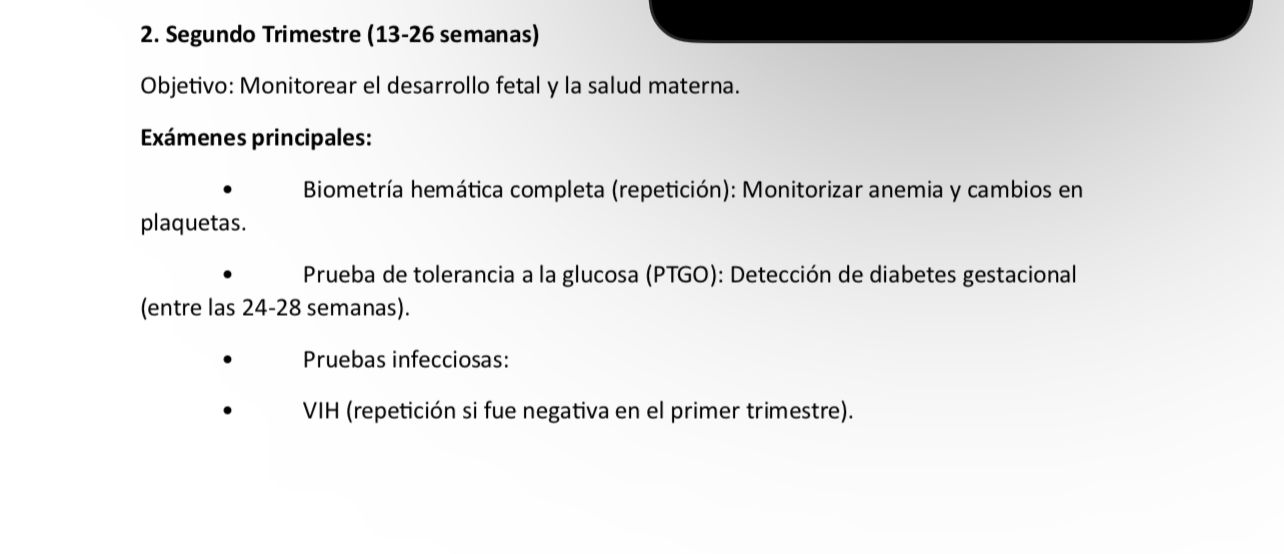 2. Segundo Trimestre (13-26 semanas)
Objetivo: Monitorear el desarrollo fetal y la salud materna.
Exámenes principales:
• Biometría hemática completa (repetición): Monitorizar anemia y cambios en
plaquetas.
• Prueba de tolerancia a la glucosa (PTGO): Detección de diabetes gestacional
(entre las 24-28 semanas).
• Pruebas infecciosas:
• VIH (repetición si fue negativa en el primer trimestre).